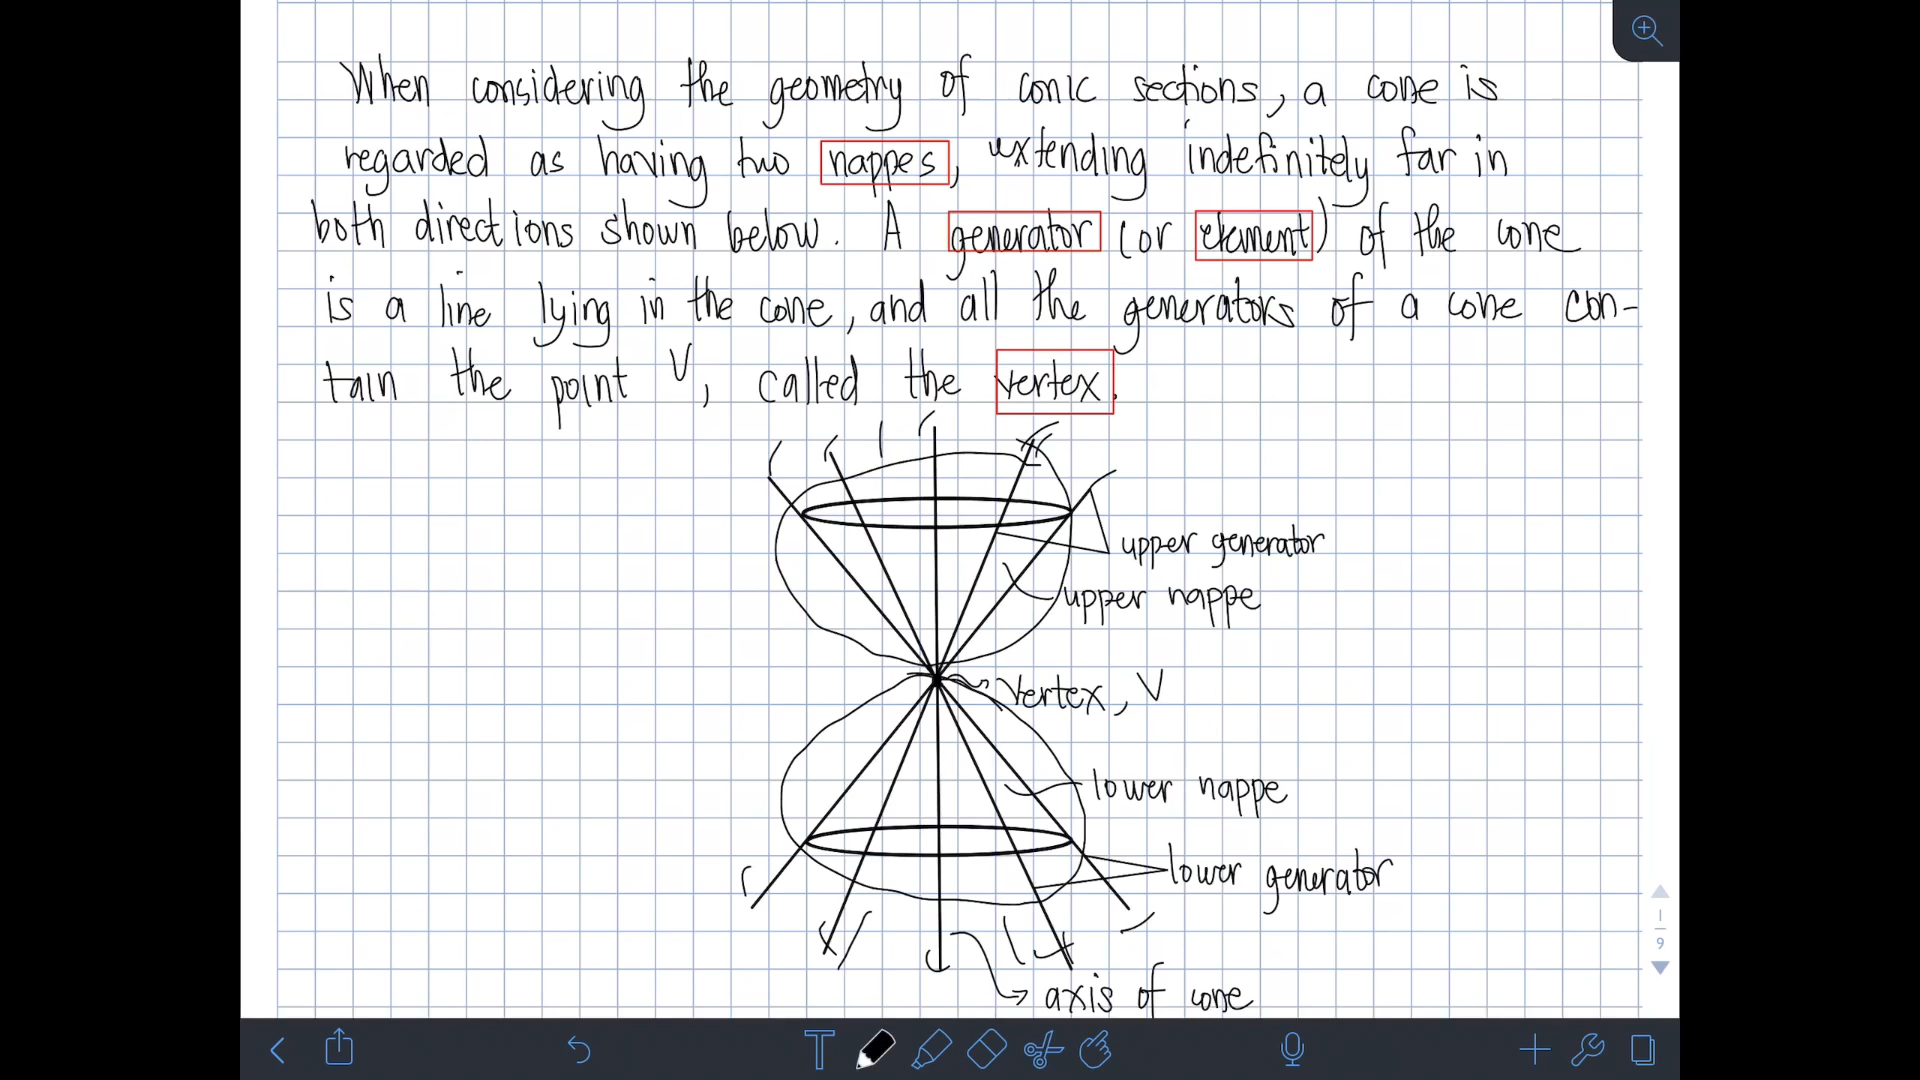 When considering the geometry of conic sections, a cone is
regarded as having two nappes, extending indefinitely far in
both directions shown below. A generator (or element) of the cone
is a line lying in the cone, and all the generators of a cone con-
tain the point V, called the vertex.
upper generator
upper nappe
vertex, V
lower nappe
lower generator
axis of cone
1
9
T